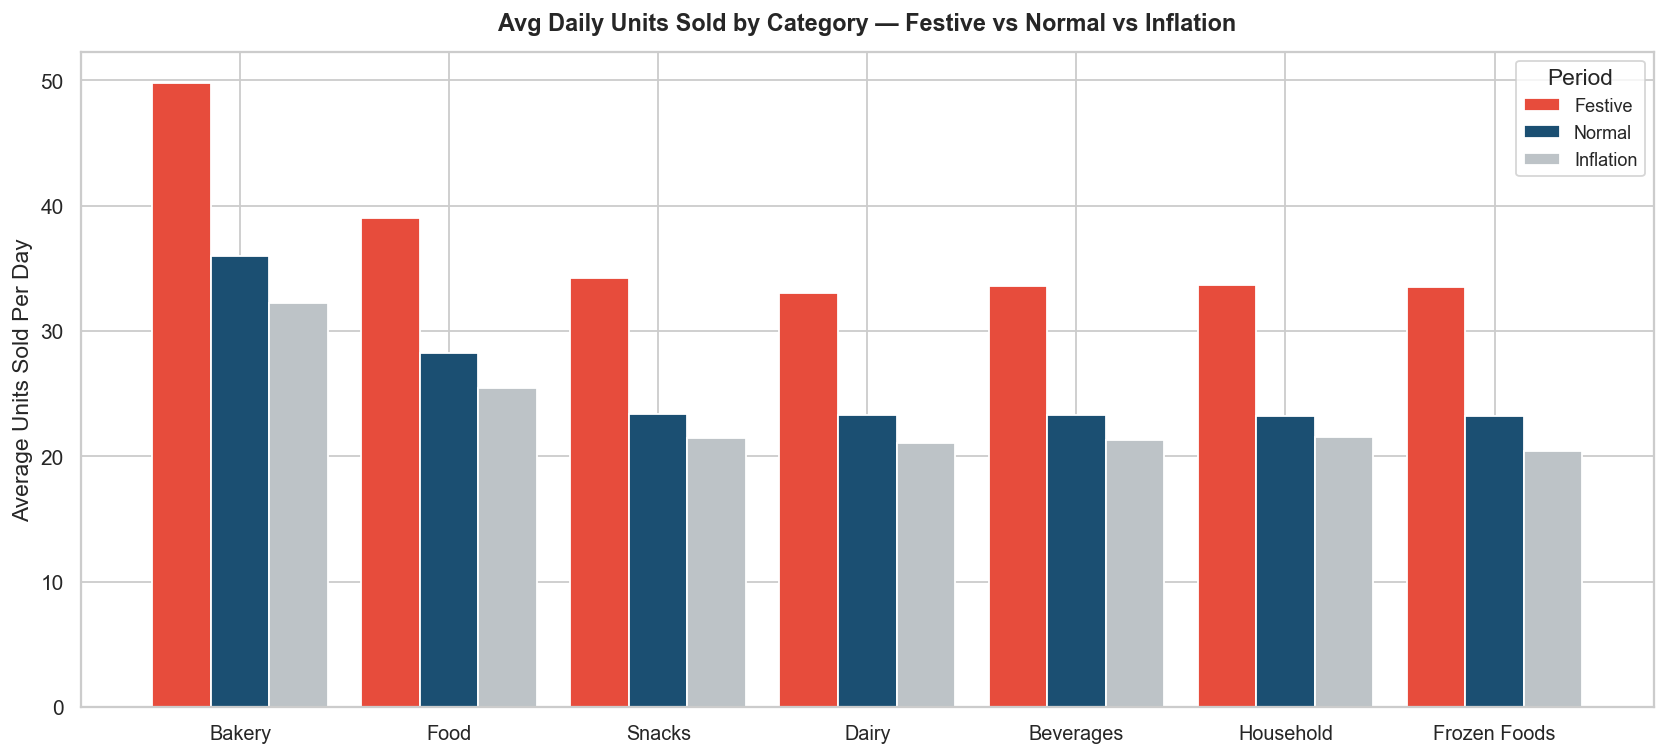 Avg Daily Units Sold by Category — Festive vs Normal vs Inflation
Period
Festive
Normal
Inflation
Average Units Sold Per Day
50
40
30
20
10
0
Bakery Food Snacks Dairy Beverages Household Frozen Foods